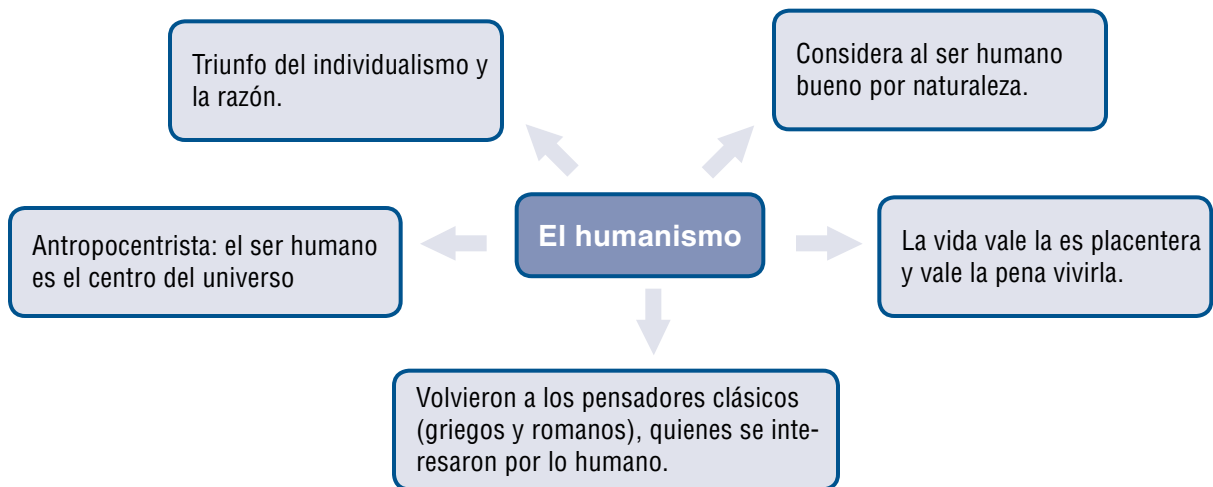 Triunfo del individualismo y
la razón.
Considera al ser humano
bueno por naturaleza.
Antropocentrista: el ser humano
es el centro del universo
El humanismo
La vida vale la es placentera
y vale la pena vivirla.
Volvieron a los pensadores clásicos
(griegos y romanos), quienes se inte-
resaron por lo humano.